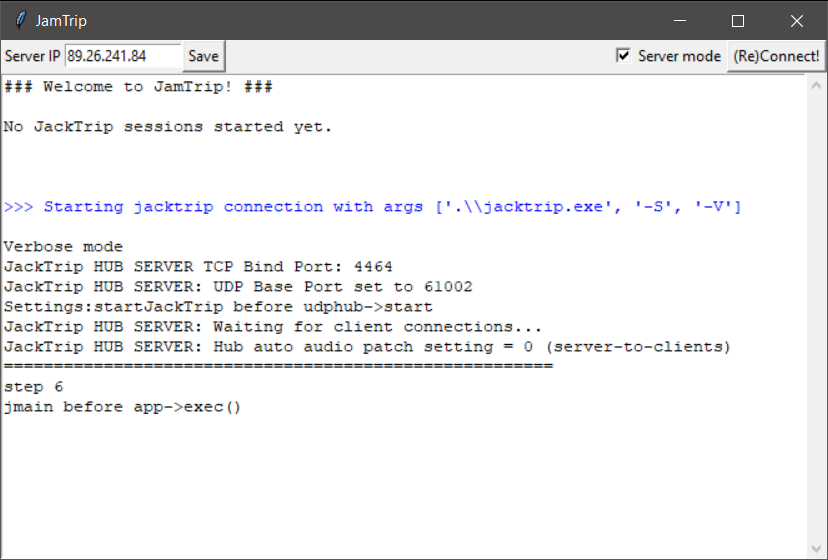 JamTrip
Server IP 89.26.241.84 Save Server mode (Re)Connect!
### Welcome to JamTrip! ###
No JackTrip sessions started yet.
>>> Starting jacktrip connection with args ['.\\jacktrip.exe', '-S', '-V']
Verbose mode
JackTrip HUB SERVER TCP Bind Port: 4464
JackTrip HUB SERVER: UDP Base Port set to 61002
Settings:startJackTrip before udphub->start
JackTrip HUB SERVER: Waiting for client connections...
JackTrip HUB SERVER: Hub auto audio patch setting = 0 (server-to-clients)
=======================================================
step 6
jmain before app->exec()